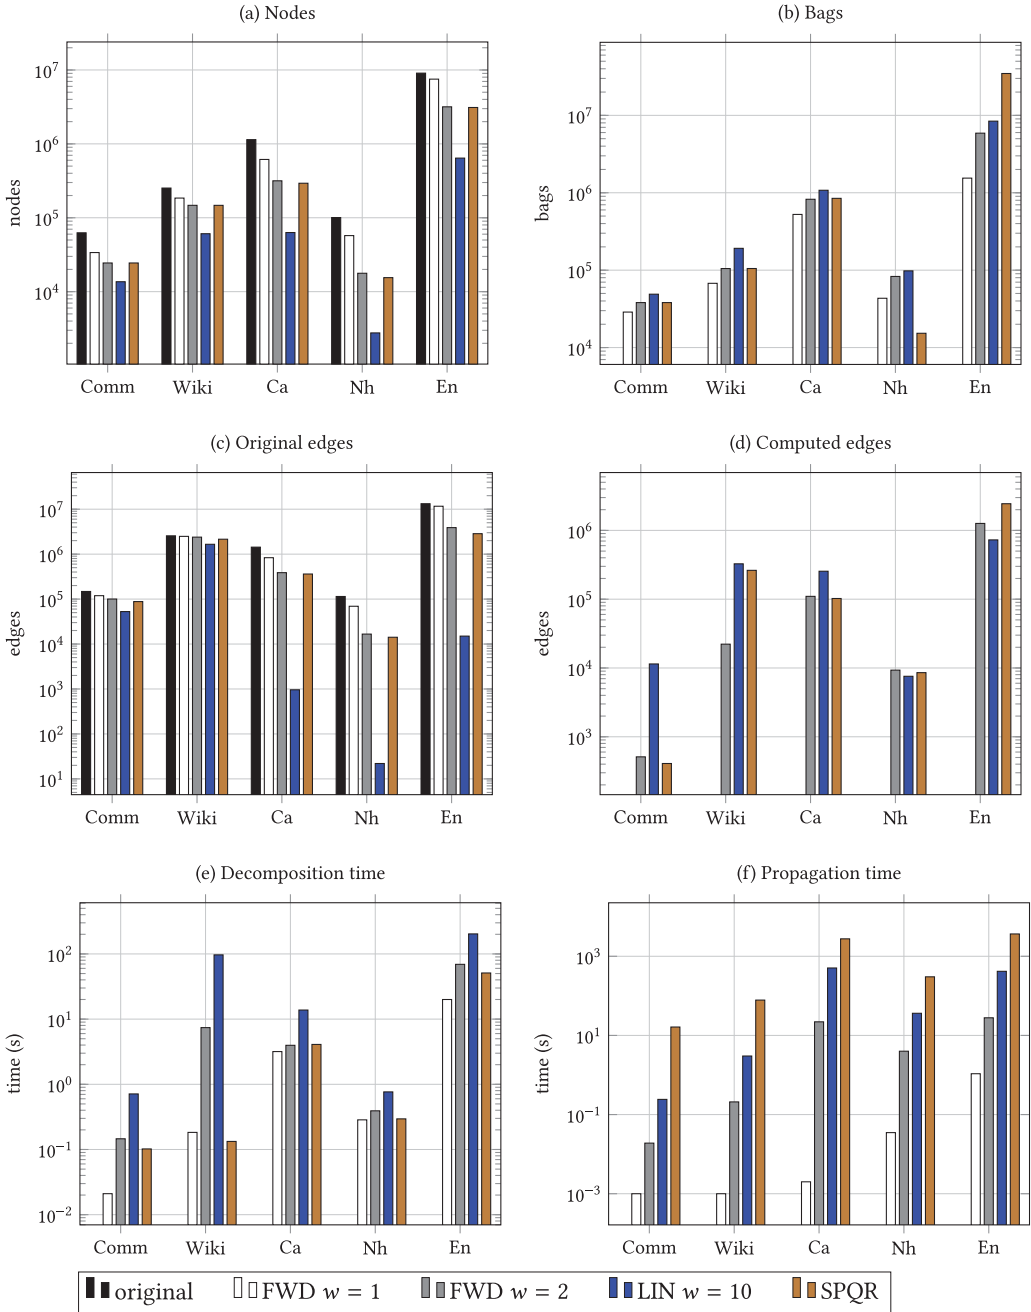 (a) Nodes
nodes
10^7
10^6
10^5
10^4
Comm Wiki Ca Nh En
(b) Bags
bags
10^7
10^6
10^5
10^4
Comm Wiki Ca Nh En
(c) Original edges
edges
10^7
10^6
10^5
10^4
10^3
10^2
10^1
Comm Wiki Ca Nh En
(d) Computed edges
edges
10^6
10^5
10^4
10^3
Comm Wiki Ca Nh En
(e) Decomposition time
time (s)
10^2
10^1
10^0
10^−1
10^−2
Comm Wiki Ca Nh En
(f) Propagation time
time (s)
10^3
10^1
10^−1
10^−3
Comm Wiki Ca Nh En
original FWD w = 1 FWD w = 2 LIN w = 10 SPQR